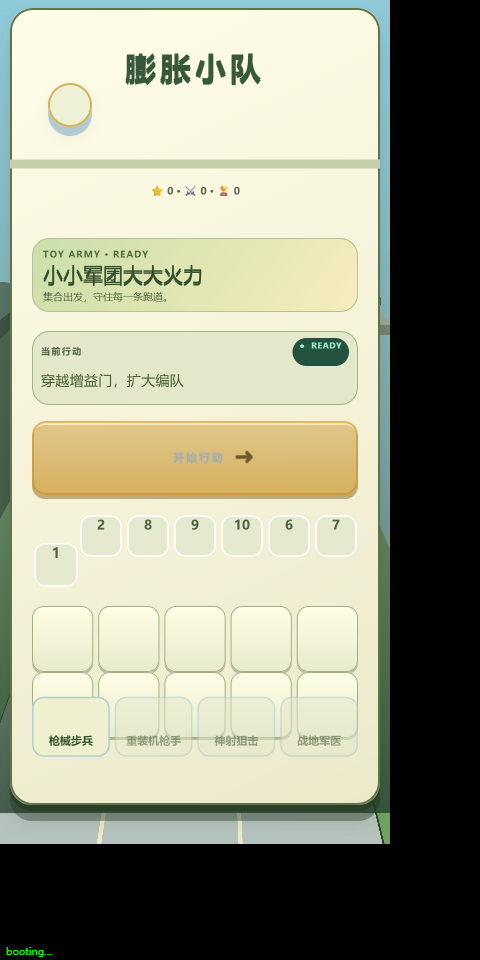 膨胀小队
0 • 0 • 0
TOY ARMY • READY
小小军团大大火力
集合出发，守住每一条跑道。
当前行动
• READY
穿越增益门，扩大编队
开始行动 ➜
1 2 8 9 10 6 7
枪械步兵 重装机枪手 神射狙击 战地军医
booting...